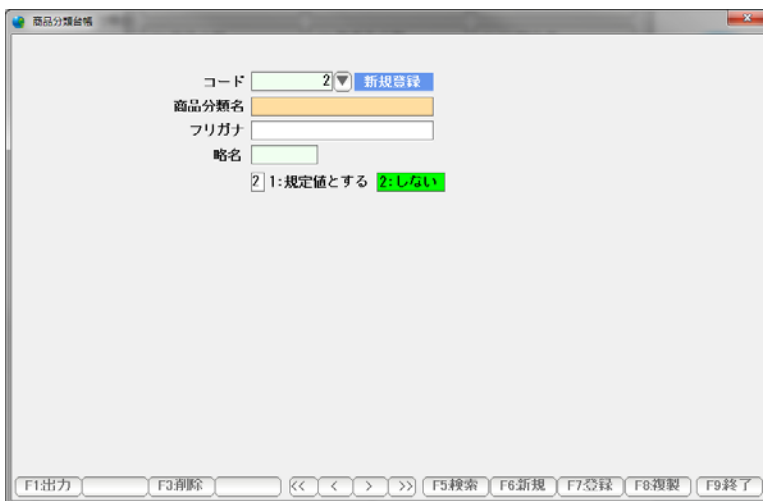 商品分類台帳
コード 2 新規登録
商品分類名
フリガナ
略名
2 1:規定値とする 2:しない
F1:出力 F3:削除 << < > >> F5:検索 F6:新規 F7:登録 F8:複製 F9:終了